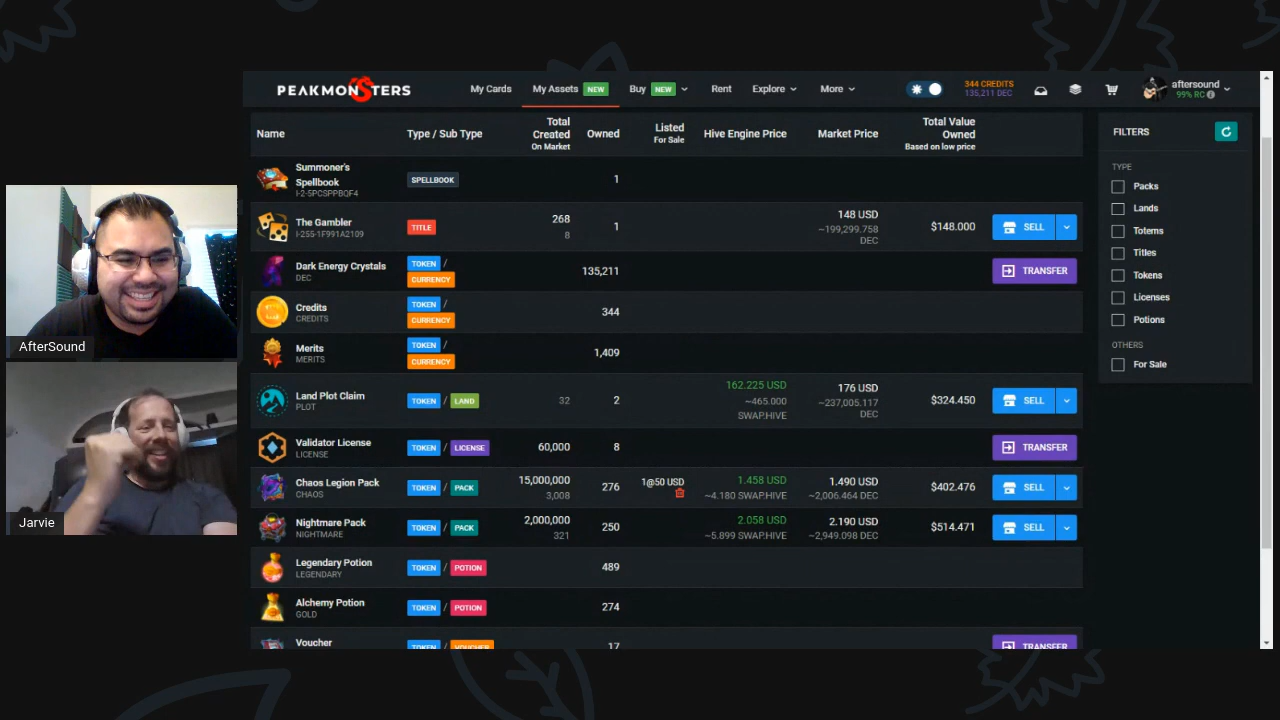 PEAKMONSTERS
My Cards
My Assets NEW
Buy NEW
Rent
Explore
More
344 CREDITS
135,211 DEC
aftersound
99% RC
Name
Type / Sub Type
Total
Created
On Market
Owned
Listed
For Sale
Hive Engine Price
Market Price
Total Value
Owned
Based on low price
Summoner's
Spellbook
I-2-5PCSPPBQF4
SPELLBOOK
1
The Gambler
I-255-1F991A2109
TITLE
268
8
1
148 USD
~199,299.758
DEC
$148.000
SELL
Dark Energy Crystals
DEC
TOKEN /
CURRENCY
135,211
TRANSFER
Credits
CREDITS
TOKEN /
CURRENCY
344
Merits
MERITS
TOKEN /
CURRENCY
1,409
Land Plot Claim
PLOT
TOKEN / LAND
32
2
162.225 USD
~465.000
SWAP.HIVE
176 USD
~237,005.117
DEC
$324.450
SELL
Validator License
LICENSE
TOKEN / LICENSE
60,000
8
TRANSFER
Chaos Legion Pack
CHAOS
TOKEN / PACK
15,000,000
3,008
276
1@50 USD
1.458 USD
~4.180 SWAP.HIVE
1.490 USD
~2,006.464 DEC
$402.476
SELL
Nightmare Pack
NIGHTMARE
TOKEN / PACK
2,000,000
321
250
2.058 USD
~5.899 SWAP.HIVE
2.190 USD
~2,949.098 DEC
$514.471
SELL
Legendary Potion
LEGENDARY
TOKEN / POTION
489
Alchemy Potion
GOLD
TOKEN / POTION
274
Voucher
TOKEN / VOUCHER
17
TRANSFER
FILTERS
TYPE
Packs
Lands
Totems
Titles
Tokens
Licenses
Potions
OTHERS
For Sale
AfterSound
Jarvie